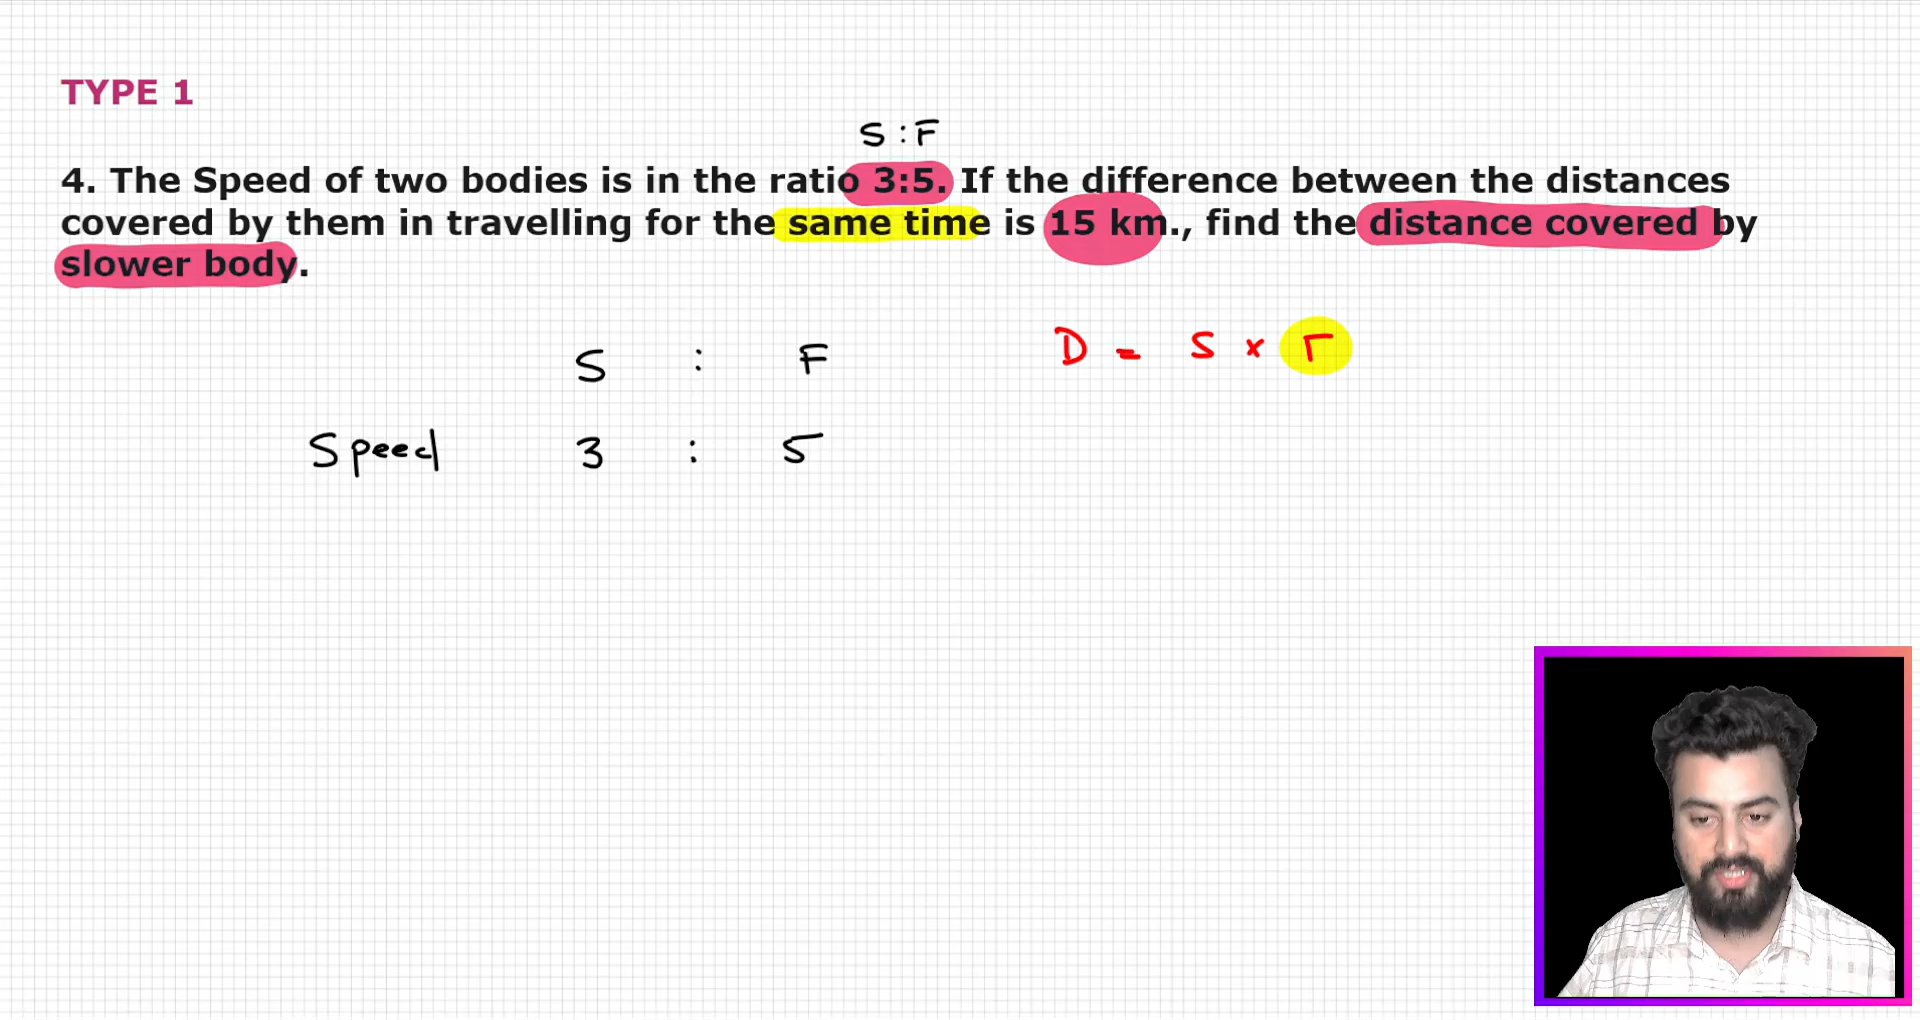 TYPE 1
S : F
4. The Speed of two bodies is in the ratio 3:5. If the difference between the distances
covered by them in travelling for the same time is 15 km., find the distance covered by
slower body.
S : F
D = S × T
Speed 3 : 5